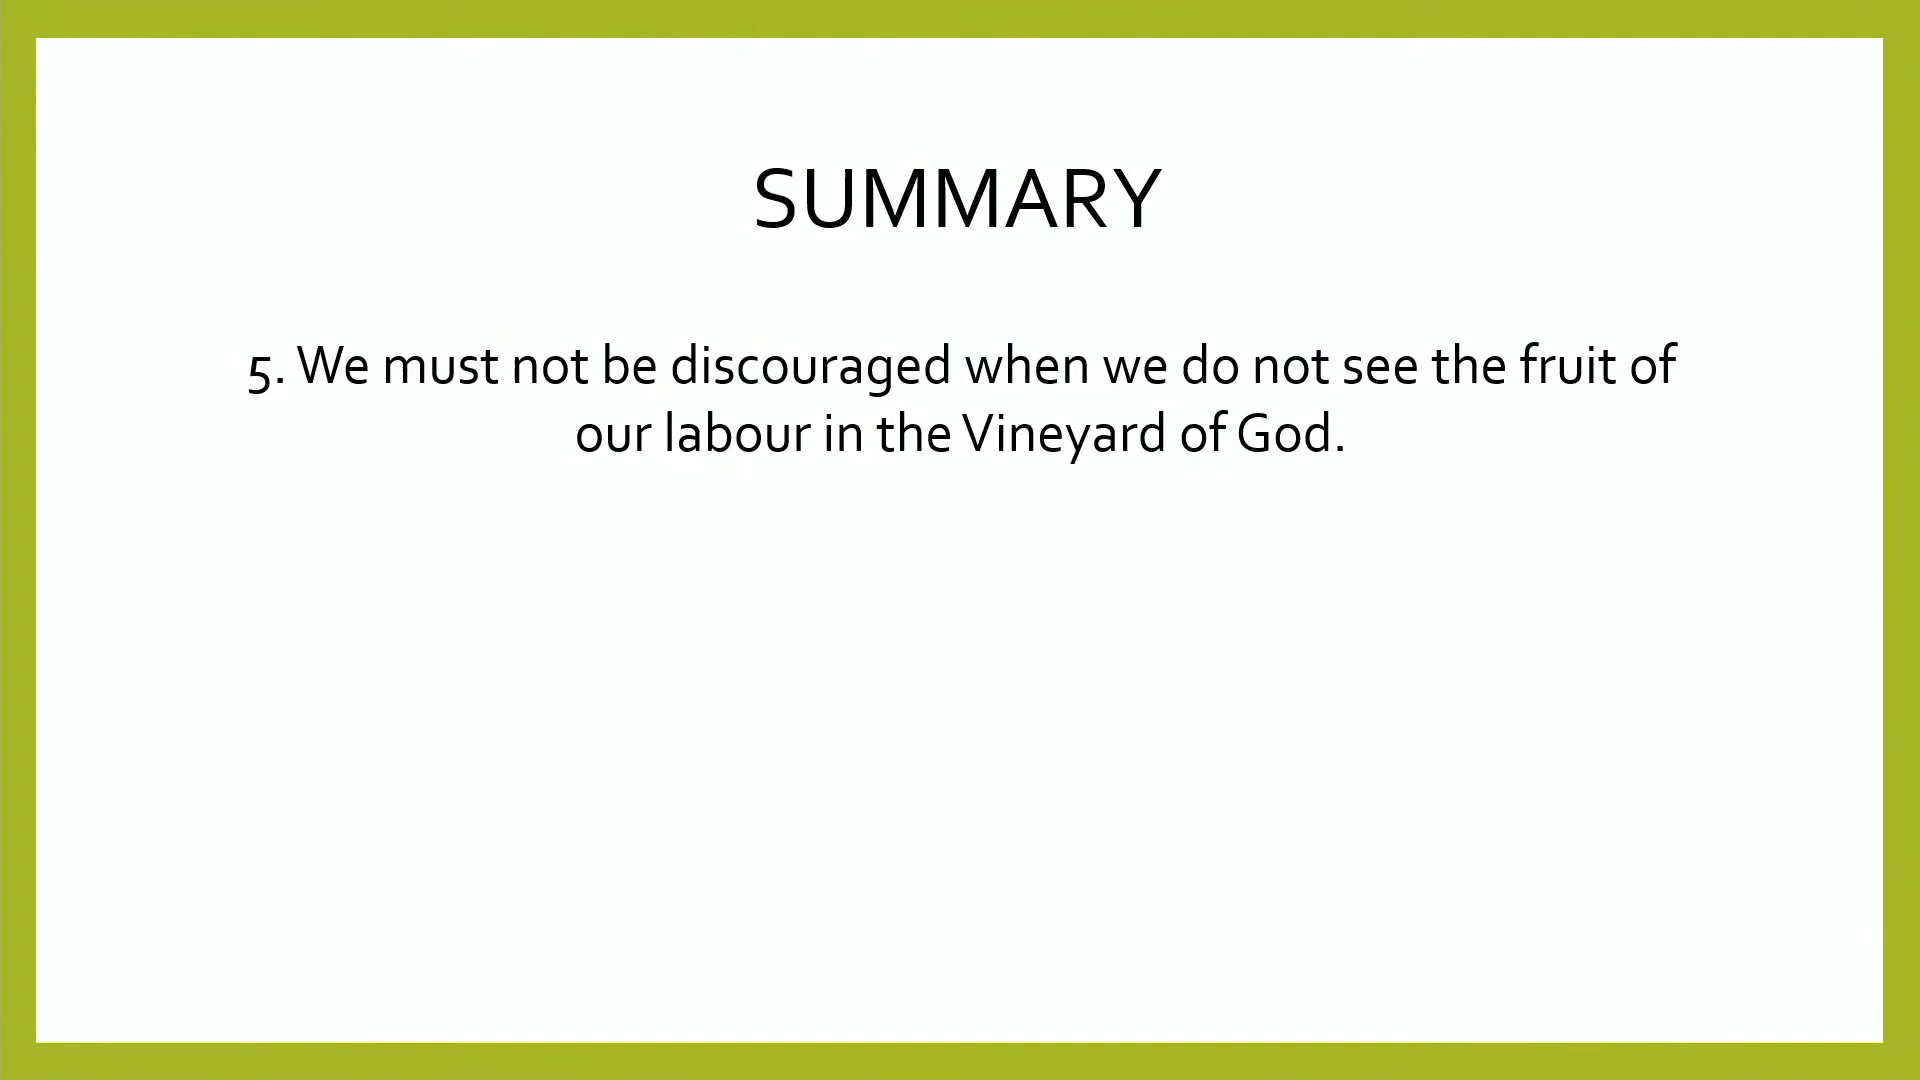 SUMMARY
5. We must not be discouraged when we do not see the fruit of
our labour in the Vineyard of God.